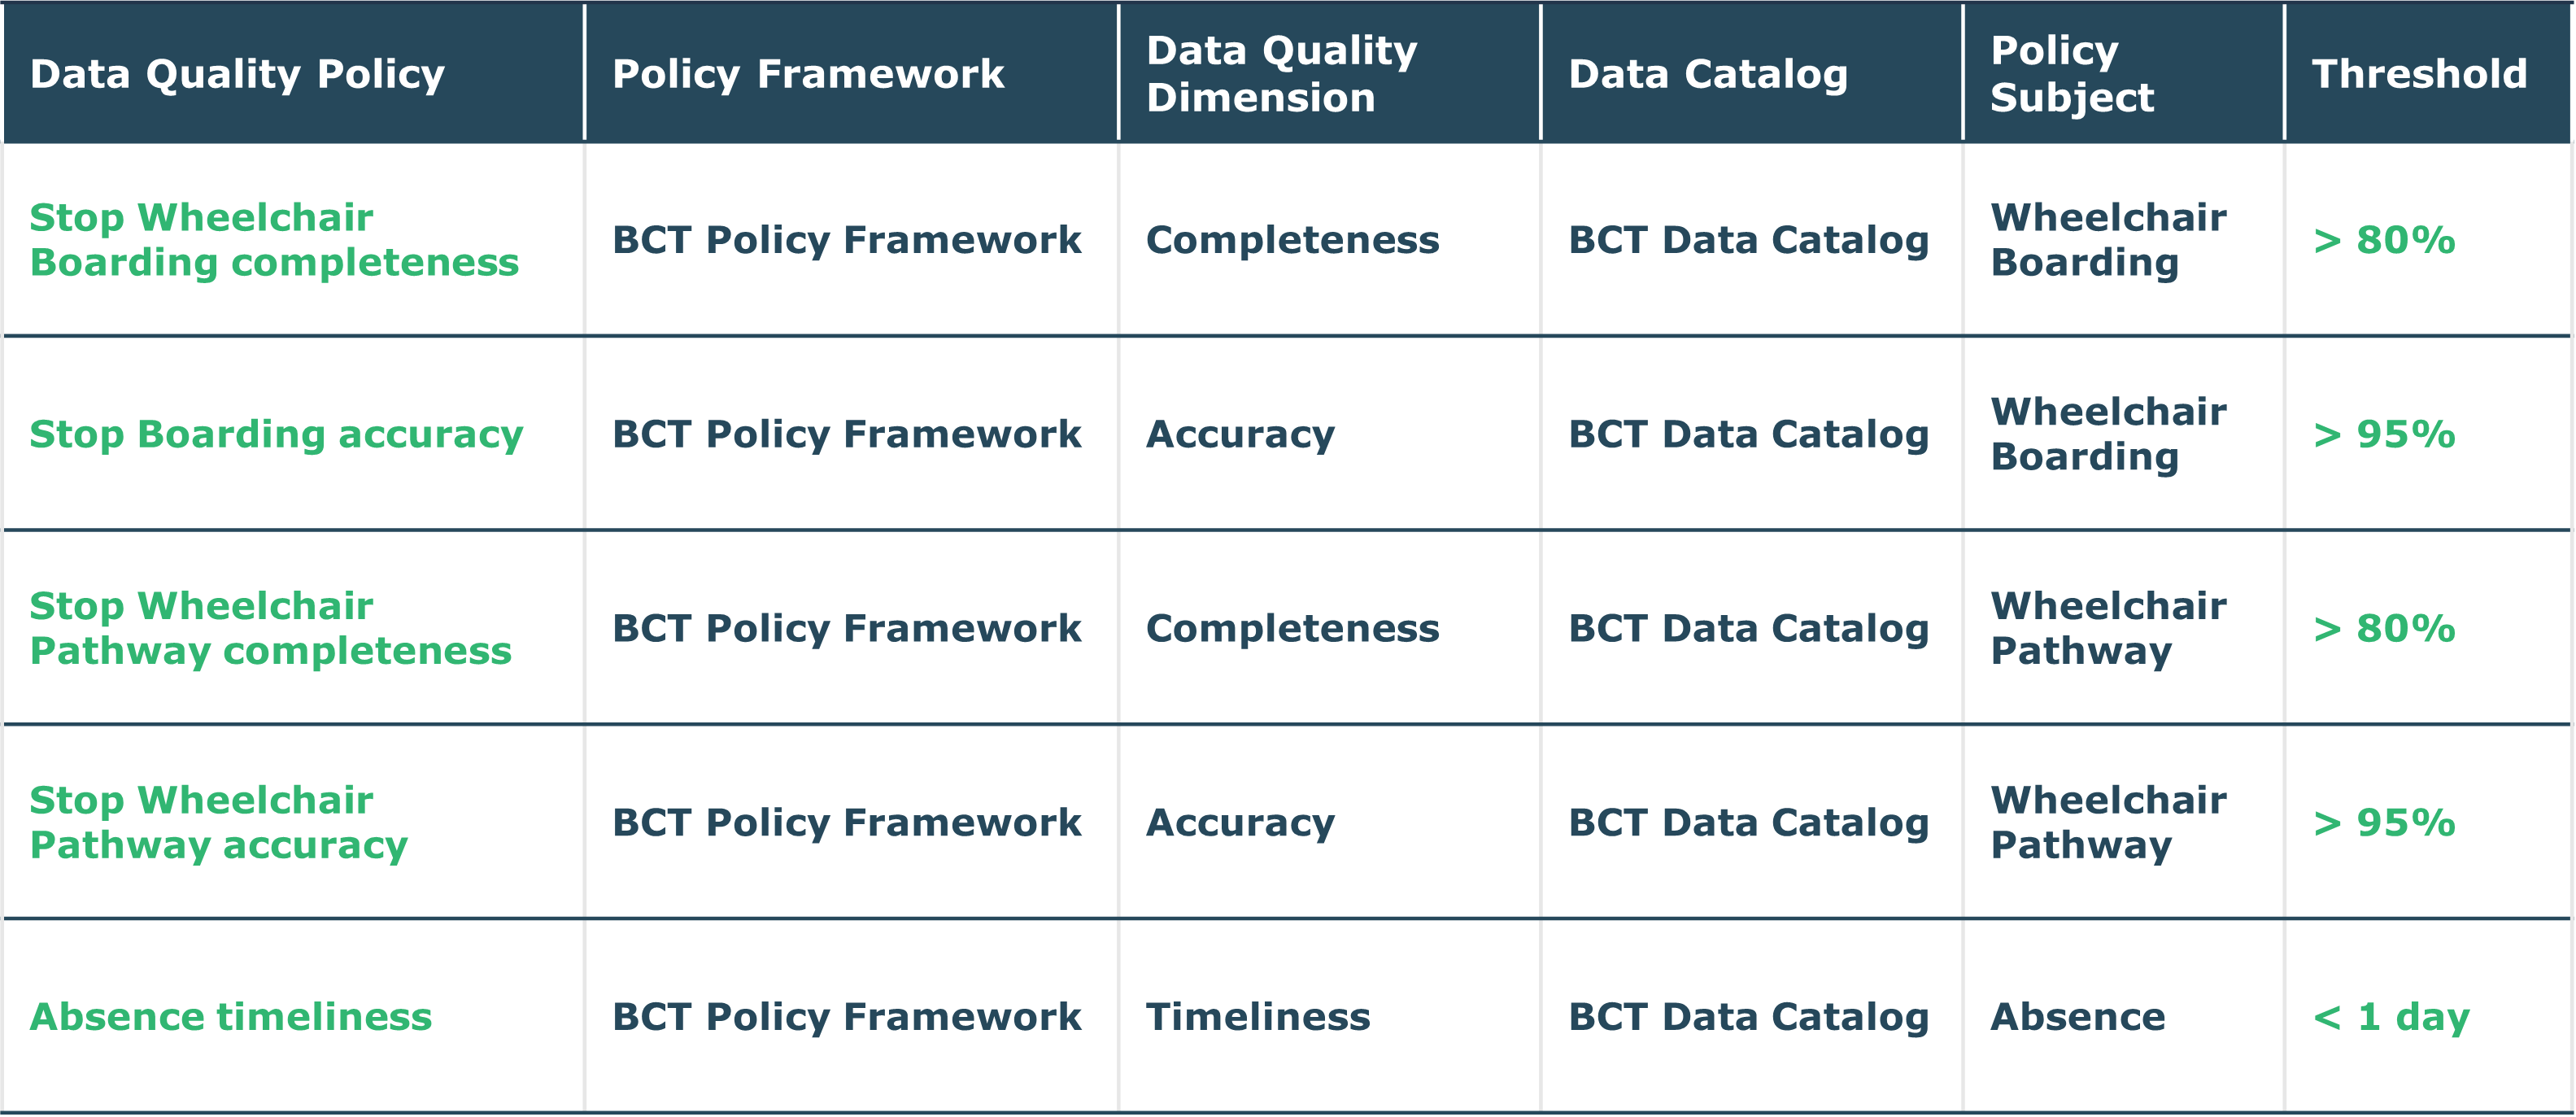 Data Quality Policy
Policy Framework
Data Quality
Dimension
Data Catalog
Policy
Subject
Threshold
Stop Wheelchair
Boarding completeness
BCT Policy Framework
Completeness
BCT Data Catalog
Wheelchair
Boarding
> 80%
Stop Boarding accuracy
BCT Policy Framework
Accuracy
BCT Data Catalog
Wheelchair
Boarding
> 95%
Stop Wheelchair
Pathway completeness
BCT Policy Framework
Completeness
BCT Data Catalog
Wheelchair
Pathway
> 80%
Stop Wheelchair
Pathway accuracy
BCT Policy Framework
Accuracy
BCT Data Catalog
Wheelchair
Pathway
> 95%
Absence timeliness
BCT Policy Framework
Timeliness
BCT Data Catalog
Absence
< 1 day